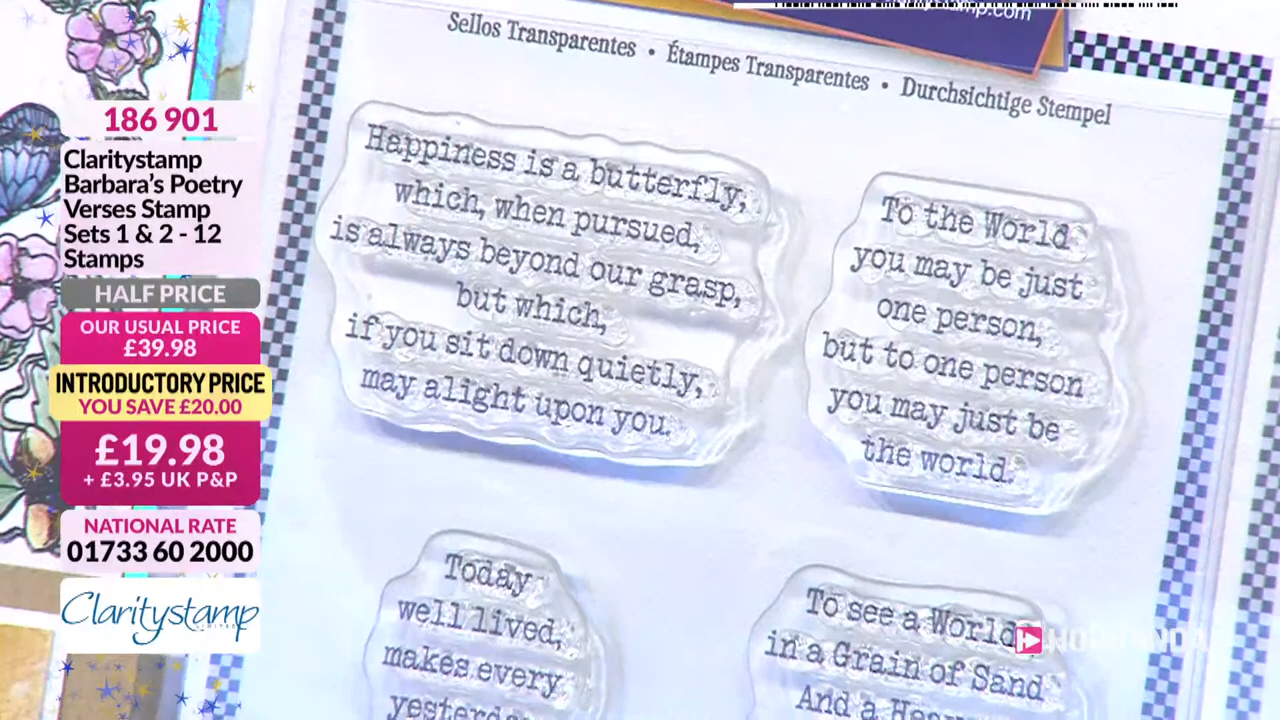 186 901
Claritystamp
Barbara's Poetry
Verses Stamp
Sets 1 & 2 - 12
Stamps
HALF PRICE
OUR USUAL PRICE
£39.98
INTRODUCTORY PRICE
YOU SAVE £20.00
£19.98
+ £3.95 UK P&P
NATIONAL RATE
01733 60 2000
Claritystamp
LIMITED
Sellos Transparentes • Étampes Transparentes • Durchsichtige Stempel
Happiness is a butterfly,
which, when pursued,
is always beyond our grasp,
but which,
if you sit down quietly,
may alight upon you.
To the World
you may be just
one person,
but to one person
you may just be
the world.
Today
well lived,
makes every
To see a World
in a Grain of Sand
And a
HOCHANDA